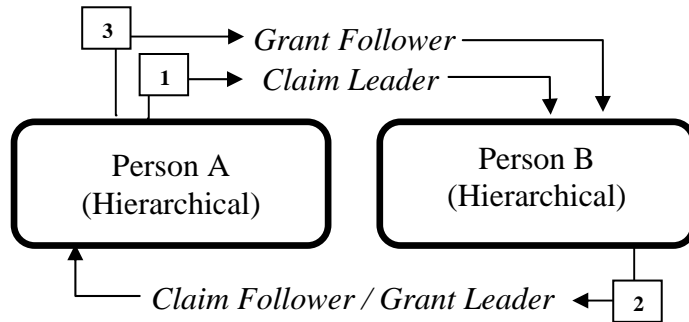 3 Grant Follower
1 Claim Leader
Person A
(Hierarchical)
Person B
(Hierarchical)
Claim Follower / Grant Leader 2